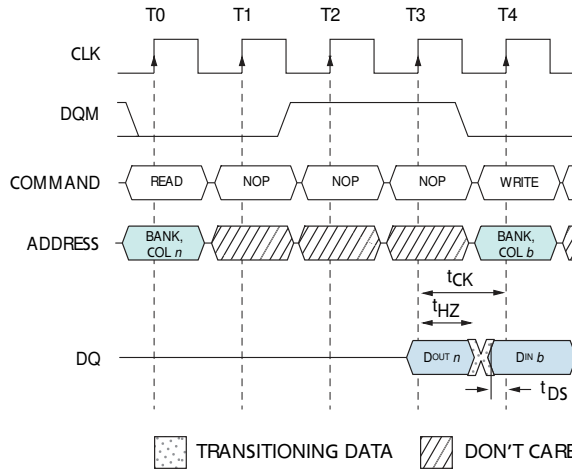 T0 T1 T2 T3 T4
CLK
DQM
COMMAND READ NOP NOP NOP WRITE
ADDRESS BANK, COL n BANK, COL b
tCK
tHZ
DQ DOUT n DIN b
tDS
TRANSITIONING DATA DON'T CARE